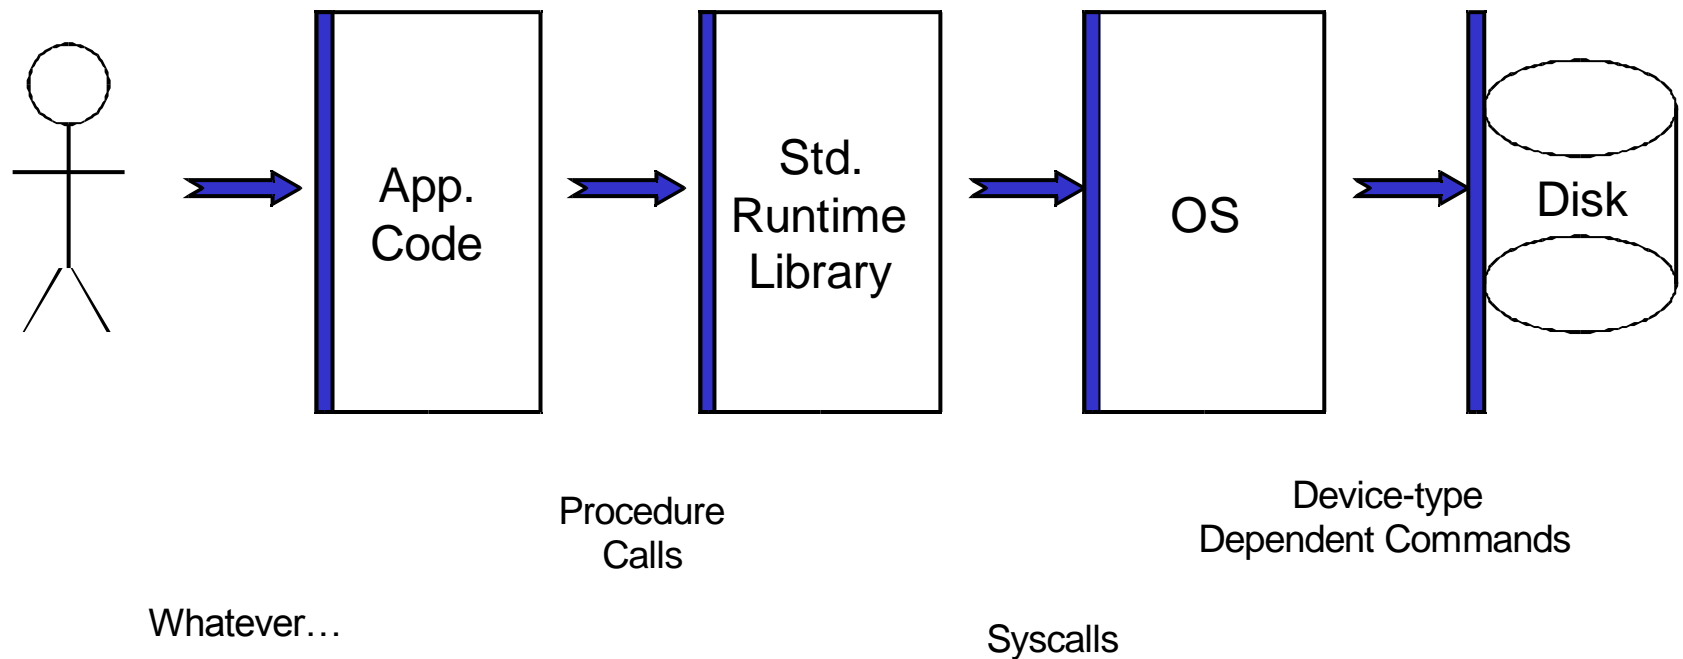 App.
Code
Std.
Runtime
Library
OS
Disk
Procedure
Calls
Device-type
Dependent Commands
Whatever…
Syscalls